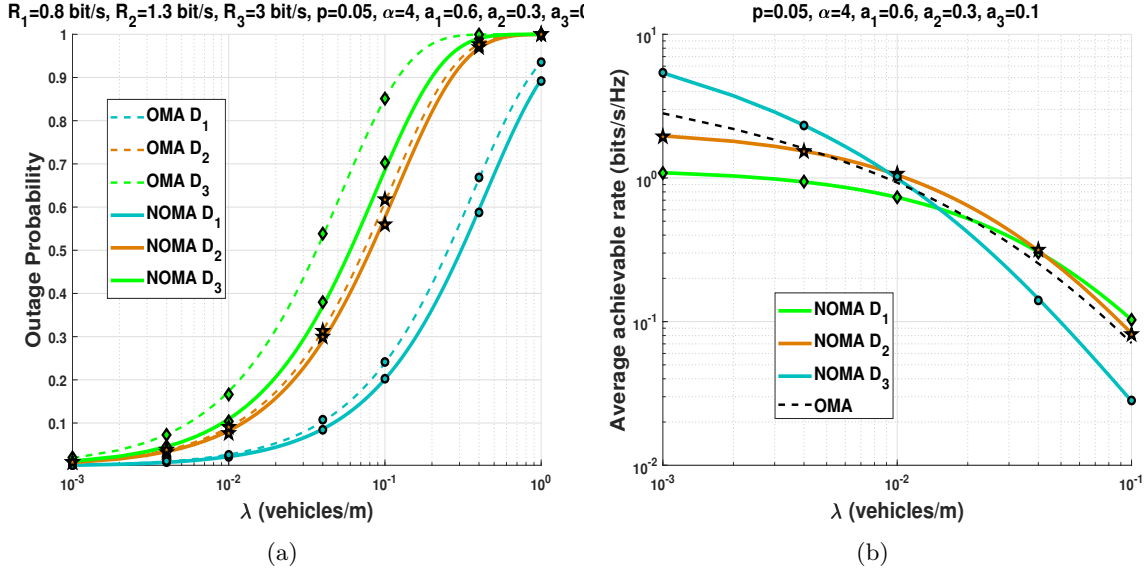 R₁=0.8 bit/s, R₂=1.3 bit/s, R₃=3 bit/s, p=0.05, α=4, a₁=0.6, a₂=0.3, a₃=
Outage Probability
1
0.9
0.8
0.7
0.6
0.5
0.4
0.3
0.2
0.1
OMA D₁
OMA D₂
OMA D₃
NOMA D₁
NOMA D₂
NOMA D₃
10⁻³
10⁻²
10⁻¹
10⁰
λ (vehicles/m)
(a)
p=0.05, α=4, a₁=0.6, a₂=0.3, a₃=0.1
Average achievable rate (bits/s/Hz)
10¹
10⁰
10⁻¹
10⁻²
NOMA D₁
NOMA D₂
NOMA D₃
OMA
10⁻³
10⁻²
10⁻¹
λ (vehicles/m)
(b)